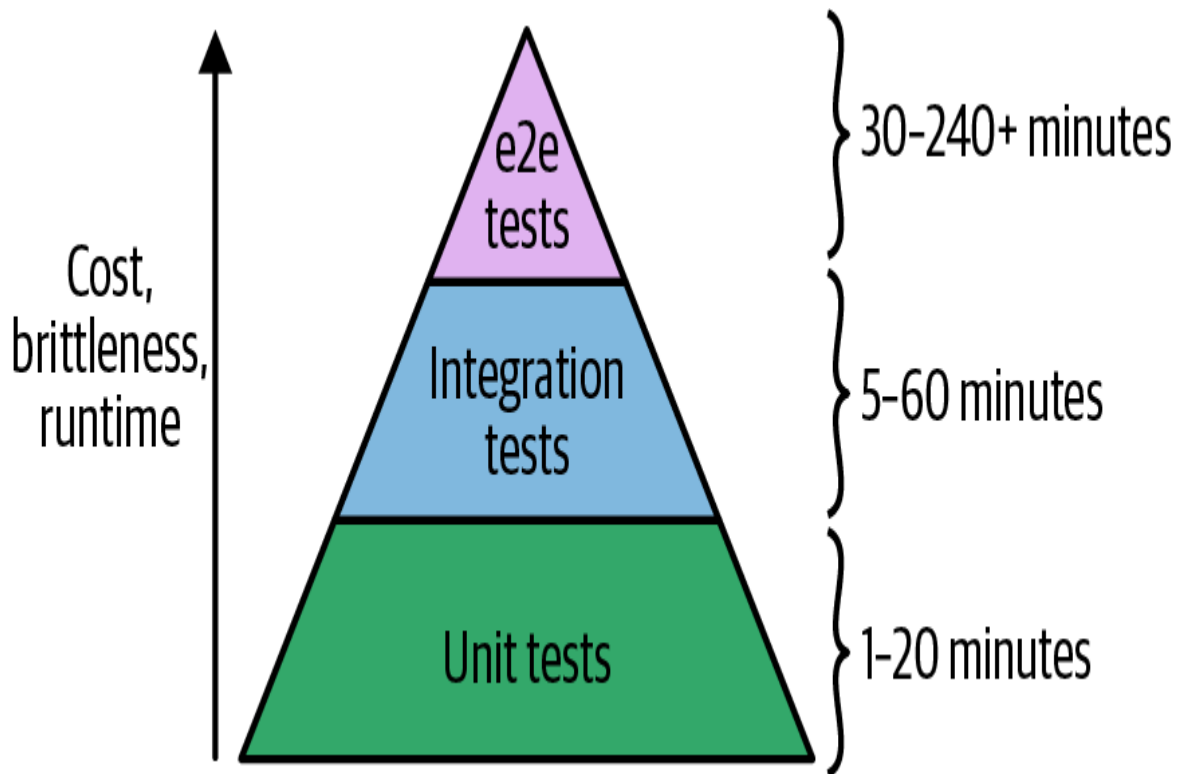 e2e
tests
30–240+ minutes
Cost,
brittleness,
runtime
Integration
tests
5–60 minutes
Unit tests
1–20 minutes